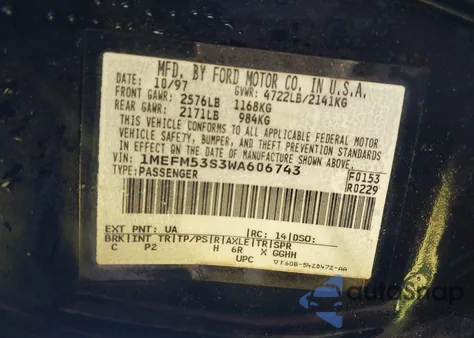 MFD. BY FORD MOTOR CO. IN U.S.A.
DATE: 10/97 GVWR: 4722LB/2141KG
FRONT GAWR: 2576LB 1168KG
REAR GAWR: 2171LB 984KG
THIS VEHICLE CONFORMS TO ALL APPLICABLE FEDERAL MOTOR
VEHICLE SAFETY, BUMPER, AND THEFT PREVENTION STANDARDS
IN EFFECT ON THE DATE OF MANUFACTURE SHOWN ABOVE.
VIN: 1MEFM53S3WA606743
TYPE: PASSENGER
F0153
R0229
EXT PNT: UA RC: 14 DSO:
BRK INT TR TP/PS R AXLE TR SPR
C P2 H 6R X GGHH
UPC F6DB-5420472-AA
autoSnap